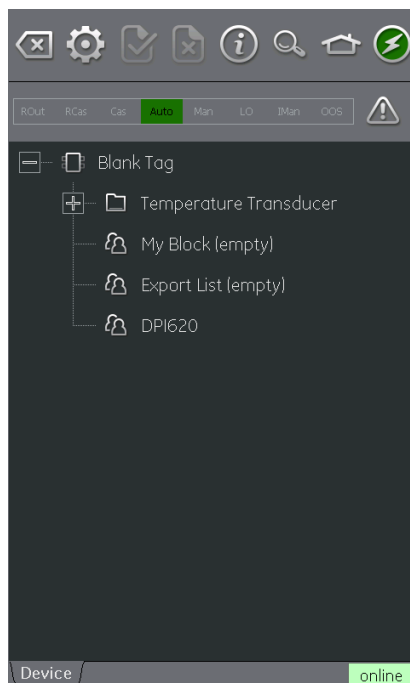 ROut RCas Cas Auto Man LO IMan OOS
Blank Tag
Temperature Transducer
My Block (empty)
Export List (empty)
DPI620
Device
online